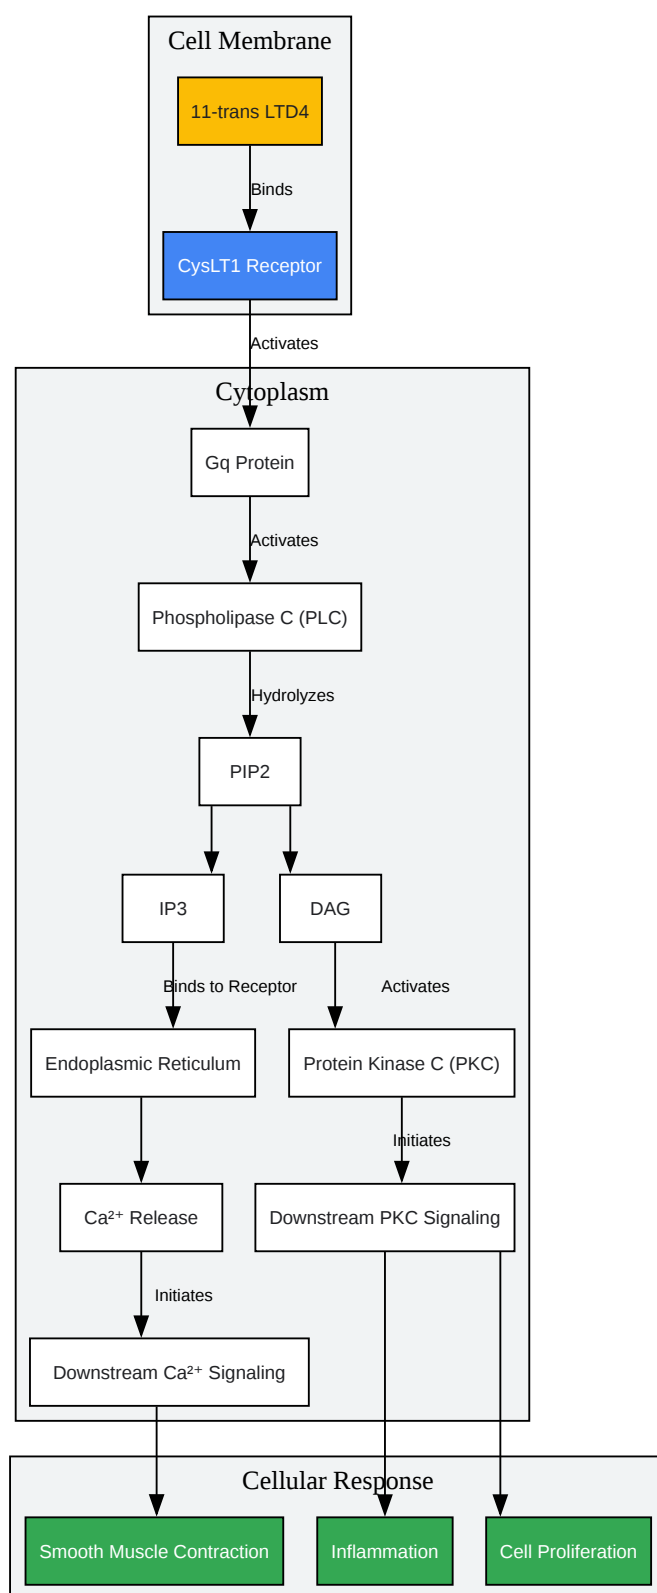 Cell Membrane
11-trans LTD4
Binds
CysLT1 Receptor
Activates
Cytoplasm
Gq Protein
Activates
Phospholipase C (PLC)
Hydrolyzes
PIP2
IP3
DAG
Binds to Receptor
Activates
Endoplasmic Reticulum
Protein Kinase C (PKC)
Initiates
Ca²⁺ Release
Downstream PKC Signaling
Initiates
Downstream Ca²⁺ Signaling
Cellular Response
Smooth Muscle Contraction
Inflammation
Cell Proliferation